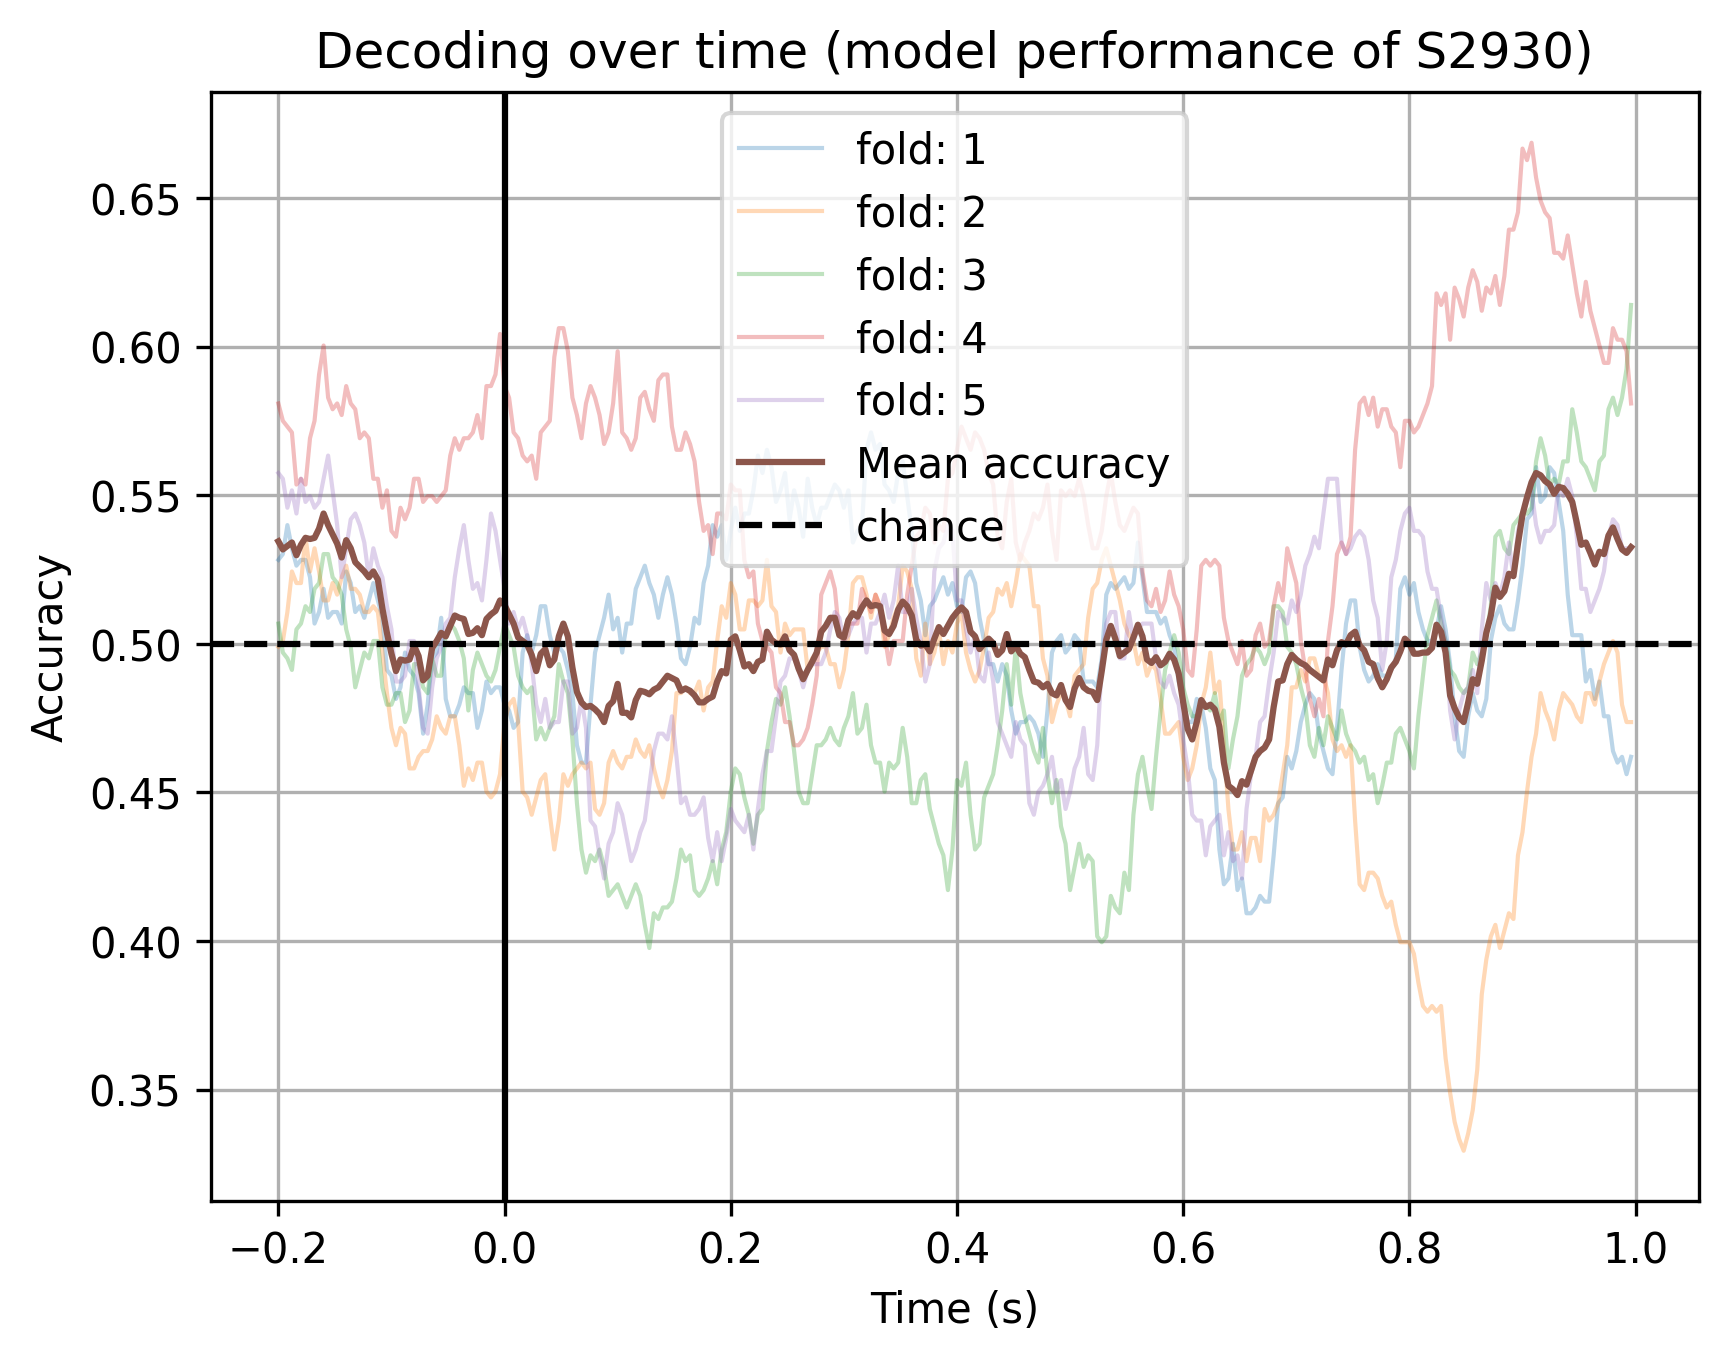 Decoding over time (model performance of S2930)
fold: 1
fold: 2
fold: 3
fold: 4
fold: 5
Mean accuracy
chance
Accuracy
0.65
0.60
0.55
0.50
0.45
0.40
0.35
−0.2 0.0 0.2 0.4 0.6 0.8 1.0
Time (s)